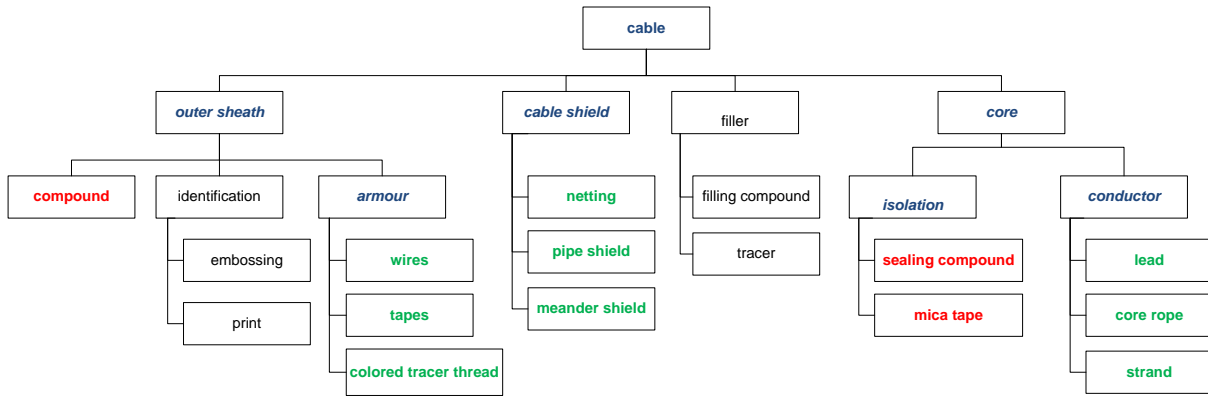 cable
outer sheath
cable shield
filler
core
compound
identification
armour
netting
filling compound
isolation
conductor
embossing
wires
pipe shield
tracer
sealing compound
lead
print
tapes
meander shield
mica tape
core rope
colored tracer thread
strand